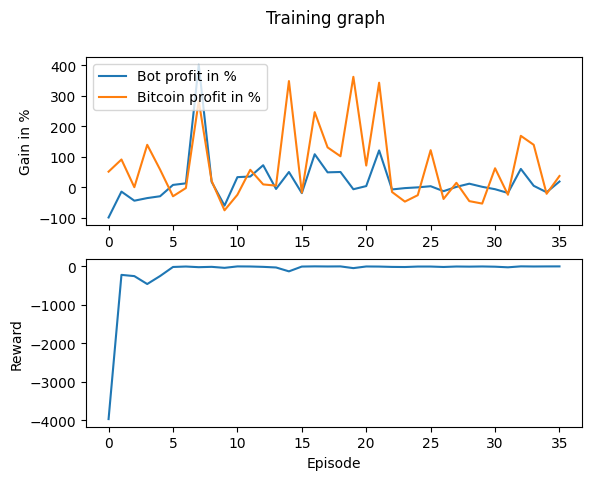 Training graph
Gain in %
400
300
200
100
0
−100
Bot profit in %
Bitcoin profit in %
0 5 10 15 20 25 30 35
Reward
0
−1000
−2000
−3000
−4000
0 5 10 15 20 25 30 35
Episode